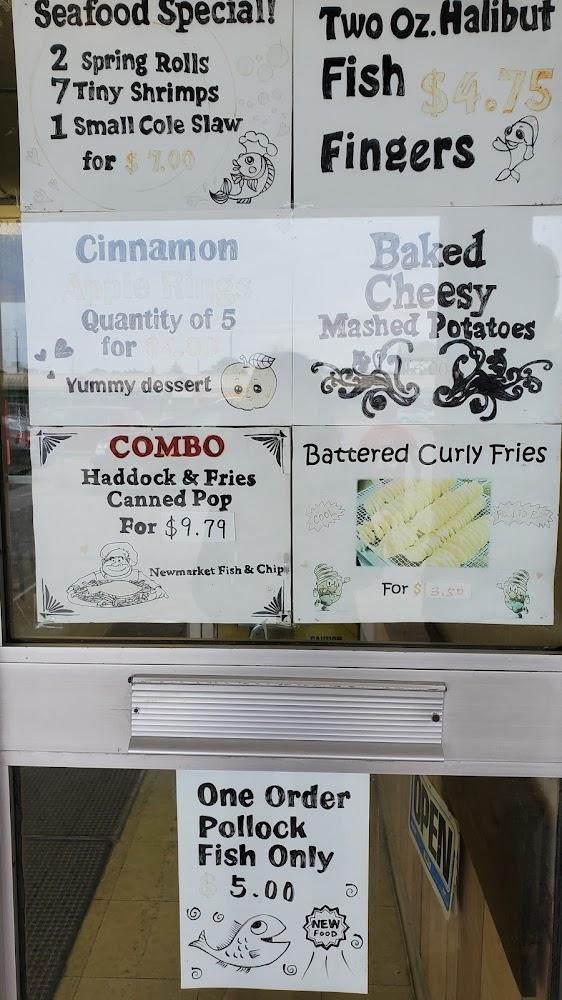 Seafood Special!
2 Spring Rolls
7 Tiny Shrimps
1 Small Cole Slaw
for $7.00
Two Oz. Halibut
Fish $4.75
Fingers
Cinnamon
Apple Rings
Quantity of 5
for
Yummy dessert
Baked
Cheesy
Mashed Potatoes
COMBO
Haddock & Fries
Canned Pop
For $9.79
Newmarket Fish & Chip
Battered Curly Fries
COOL
For $3.50
CAUTION
One Order
Pollock
Fish Only
$5.00
NEW
FOOD
OPEN